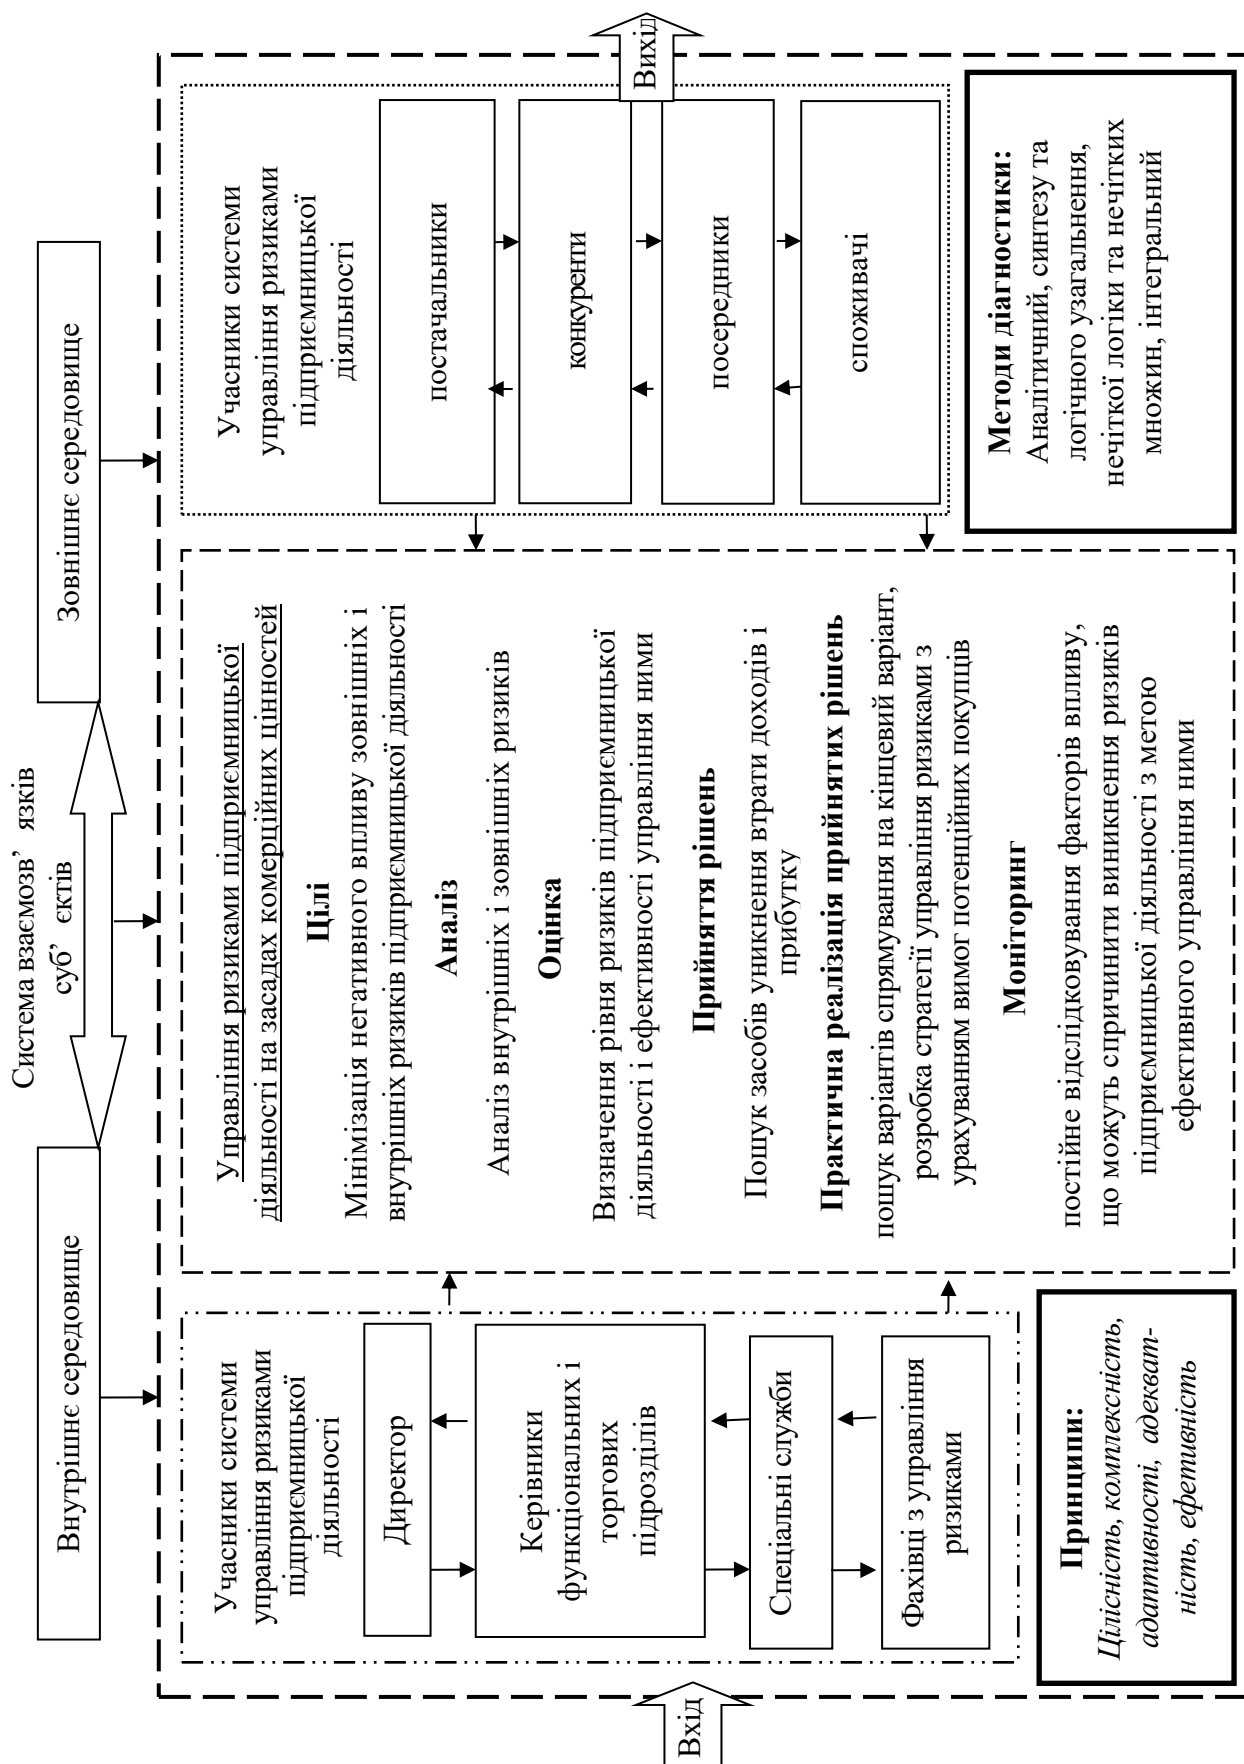 Система взаємозв’ язків
суб’ єктів
Внутрішнє середовище
Зовнішнє середовище
Учасники системи
управління ризиками
підприємницької
діяльності
Директор
Керівники
функціональних і
торгових
підрозділів
Спеціальні служби
Фахівці з управління
ризиками
Вхід
Принципи:
Цілісність, комплексність,
адаптивності, адекват-
ність, ефетивність
Управління ризиками підприємницької
діяльності на засадах комерційних цінностей
Цілі
Мінімізація негативного впливу зовнішніх і
внутрішніх ризиків підприємницької діяльності
Аналіз
Аналіз внутрішніх і зовнішніх ризиків
Оцінка
Визначення рівня ризиків підприємницької
діяльності і ефективності управління ними
Прийняття рішень
Пошук засобів уникнення втрати доходів і
прибутку
Практична реалізація прийнятих рішень
пошук варіантів спрямування на кінцевий варіант,
розробка стратегії управління ризиками з
урахуванням вимог потенційних покупців
Моніторинг
постійне відслідковування факторів впливу,
що можуть спричинити виникнення ризиків
підприємницької діяльності з метою
ефективного управління ними
Учасники системи
управління ризиками
підприємницької
діяльності
постачальники
конкуренти
посередники
споживачі
Вихід
Методи діагностики:
Аналітичний, синтезу та
логічного узагальнення,
нечіткої логіки та нечітких
множин, інтегральний